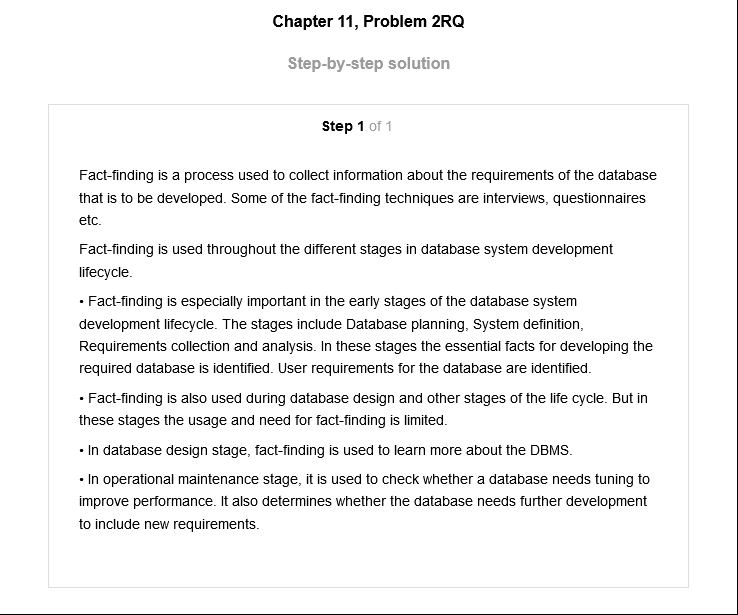 Chapter 11, Problem 2RQ
Step-by-step solution
Step 1 of 1
Fact-finding is a process used to collect information about the requirements of the database
that is to be developed. Some of the fact-finding techniques are interviews, questionnaires
etc.
Fact-finding is used throughout the different stages in database system development
lifecycle.
• Fact-finding is especially important in the early stages of the database system
development lifecycle. The stages include Database planning, System definition,
Requirements collection and analysis. In these stages the essential facts for developing the
required database is identified. User requirements for the database are identified.
• Fact-finding is also used during database design and other stages of the life cycle. But in
these stages the usage and need for fact-finding is limited.
• In database design stage, fact-finding is used to learn more about the DBMS.
• In operational maintenance stage, it is used to check whether a database needs tuning to
improve performance. It also determines whether the database needs further development
to include new requirements.